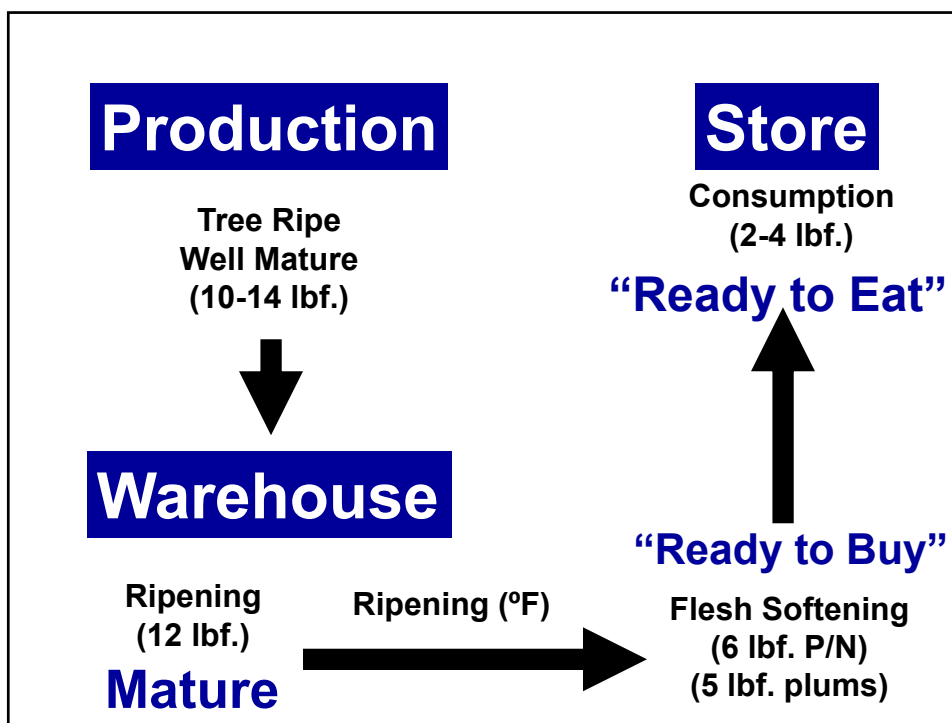 Production
Tree Ripe
Well Mature
(10-14 lbf.)
Warehouse
Ripening
(12 lbf.)
Mature
Ripening (ºF)
Store
Consumption
(2-4 lbf.)
“Ready to Eat”
“Ready to Buy”
Flesh Softening
(6 lbf. P/N)
(5 lbf. plums)